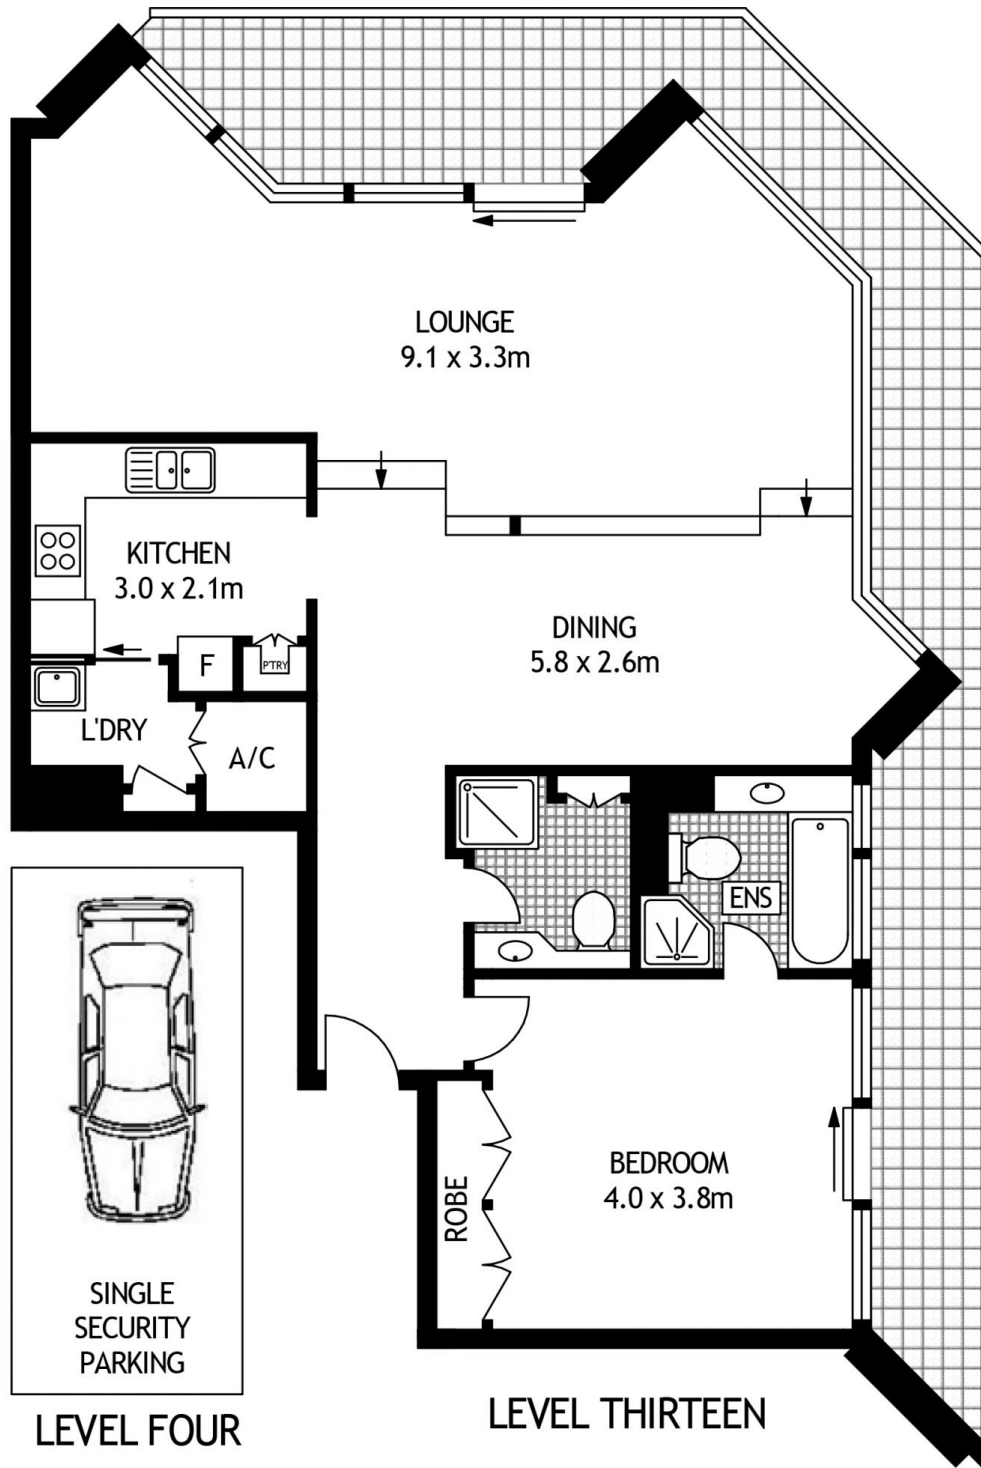 LOUNGE
9.1 x 3.3m
KITCHEN
3.0 x 2.1m
DINING
5.8 x 2.6m
F
P'TRY
L'DRY
A/C
ENS
BEDROOM
4.0 x 3.8m
ROBE
SINGLE
SECURITY
PARKING
LEVEL FOUR
LEVEL THIRTEEN